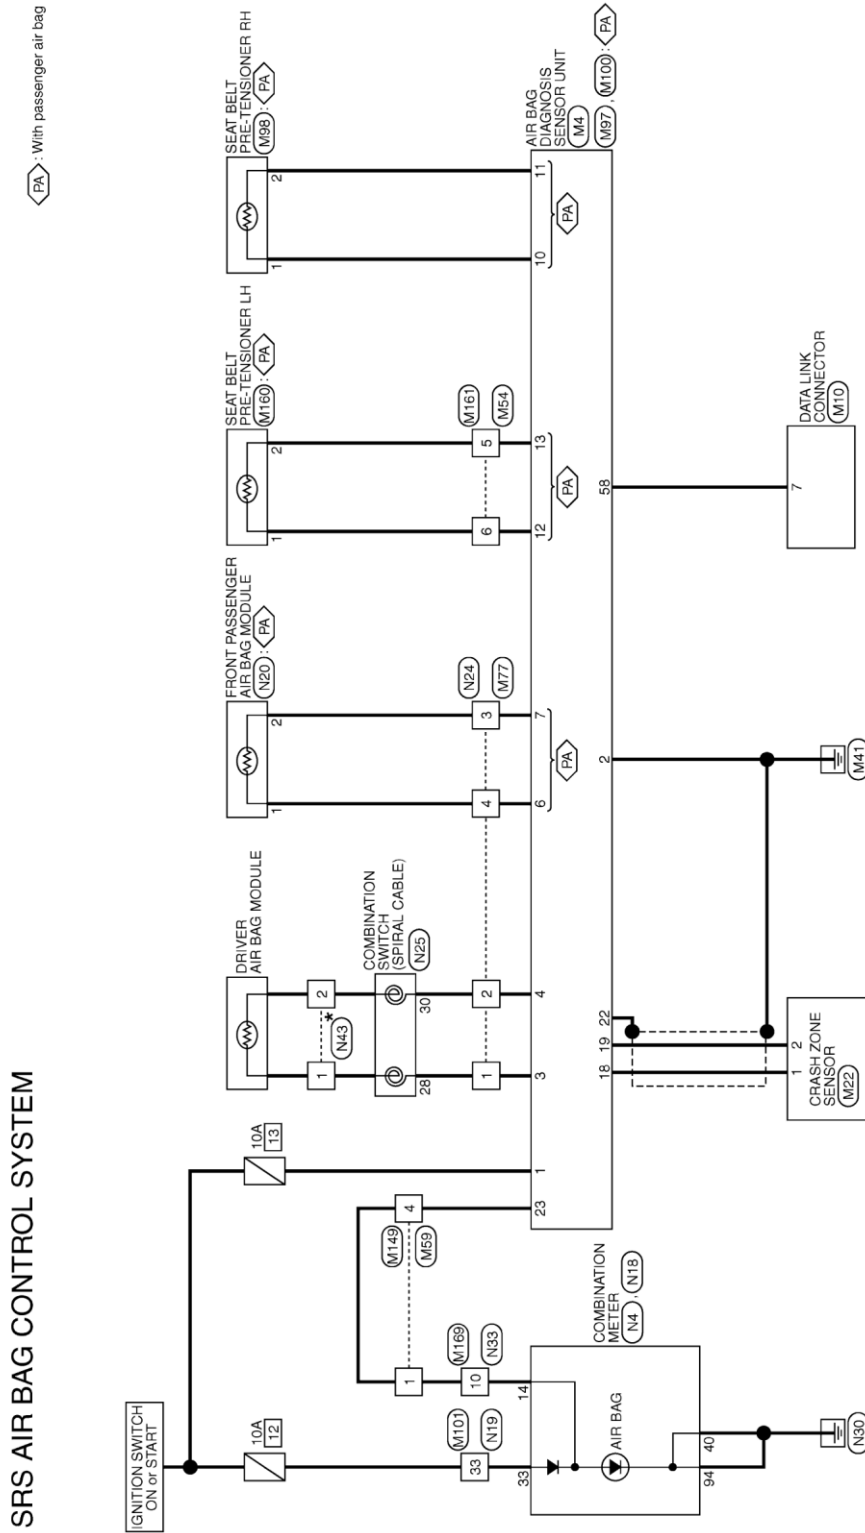 SRS AIR BAG CONTROL SYSTEM
PA : With passenger air bag
IGNITION SWITCH
ON or START
10A
12
10A
13
DRIVER
AIR BAG MODULE
1
2
*
N43
COMBINATION
SWITCH
(SPIRAL CABLE)
N25
28
30
1
2
FRONT PASSENGER
AIR BAG MODULE
N20 : PA
1
2
4
3
N24
M77
SEAT BELT
PRE-TENSIONER LH
M160 : PA
1
2
6
5
M161
M54
SEAT BELT
PRE-TENSIONER RH
M98 : PA
1
2
M149
M59
1
4
M101
N19
33
M169
N33
10
23
1
3
4
6
7
PA
12
13
PA
10
11
PA
AIR BAG
DIAGNOSIS
SENSOR UNIT
M4
M97 , M100 : PA
33
14
COMBINATION
METER
N4 , N18
AIR BAG
94
40
N30
18
19
22
2
58
1
2
CRASH ZONE
SENSOR
M22
M41
7
DATA LINK
CONNECTOR
M10